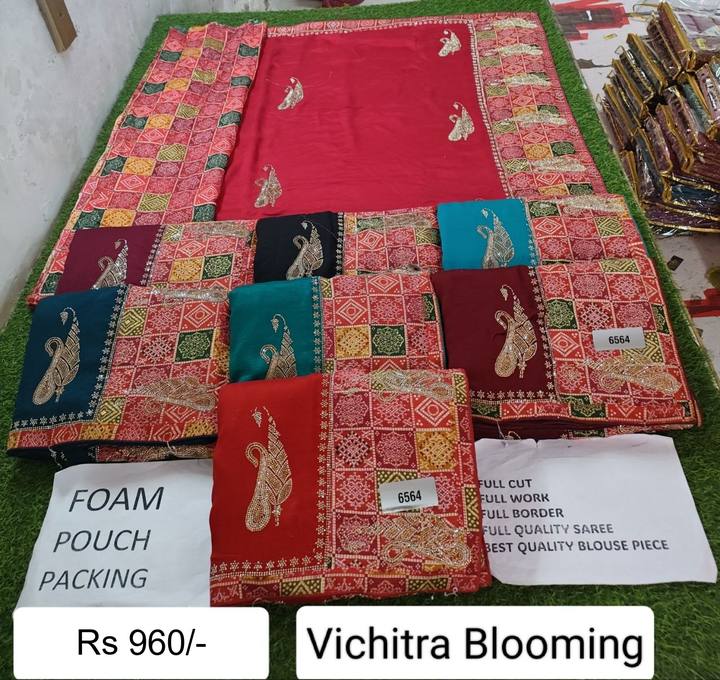 6564
6564
FOAM
POUCH
PACKING
FULL CUT
FULL WORK
FULL BORDER
FULL QUALITY SAREE
BEST QUALITY BLOUSE PIECE
Rs 960/-
Vichitra Blooming